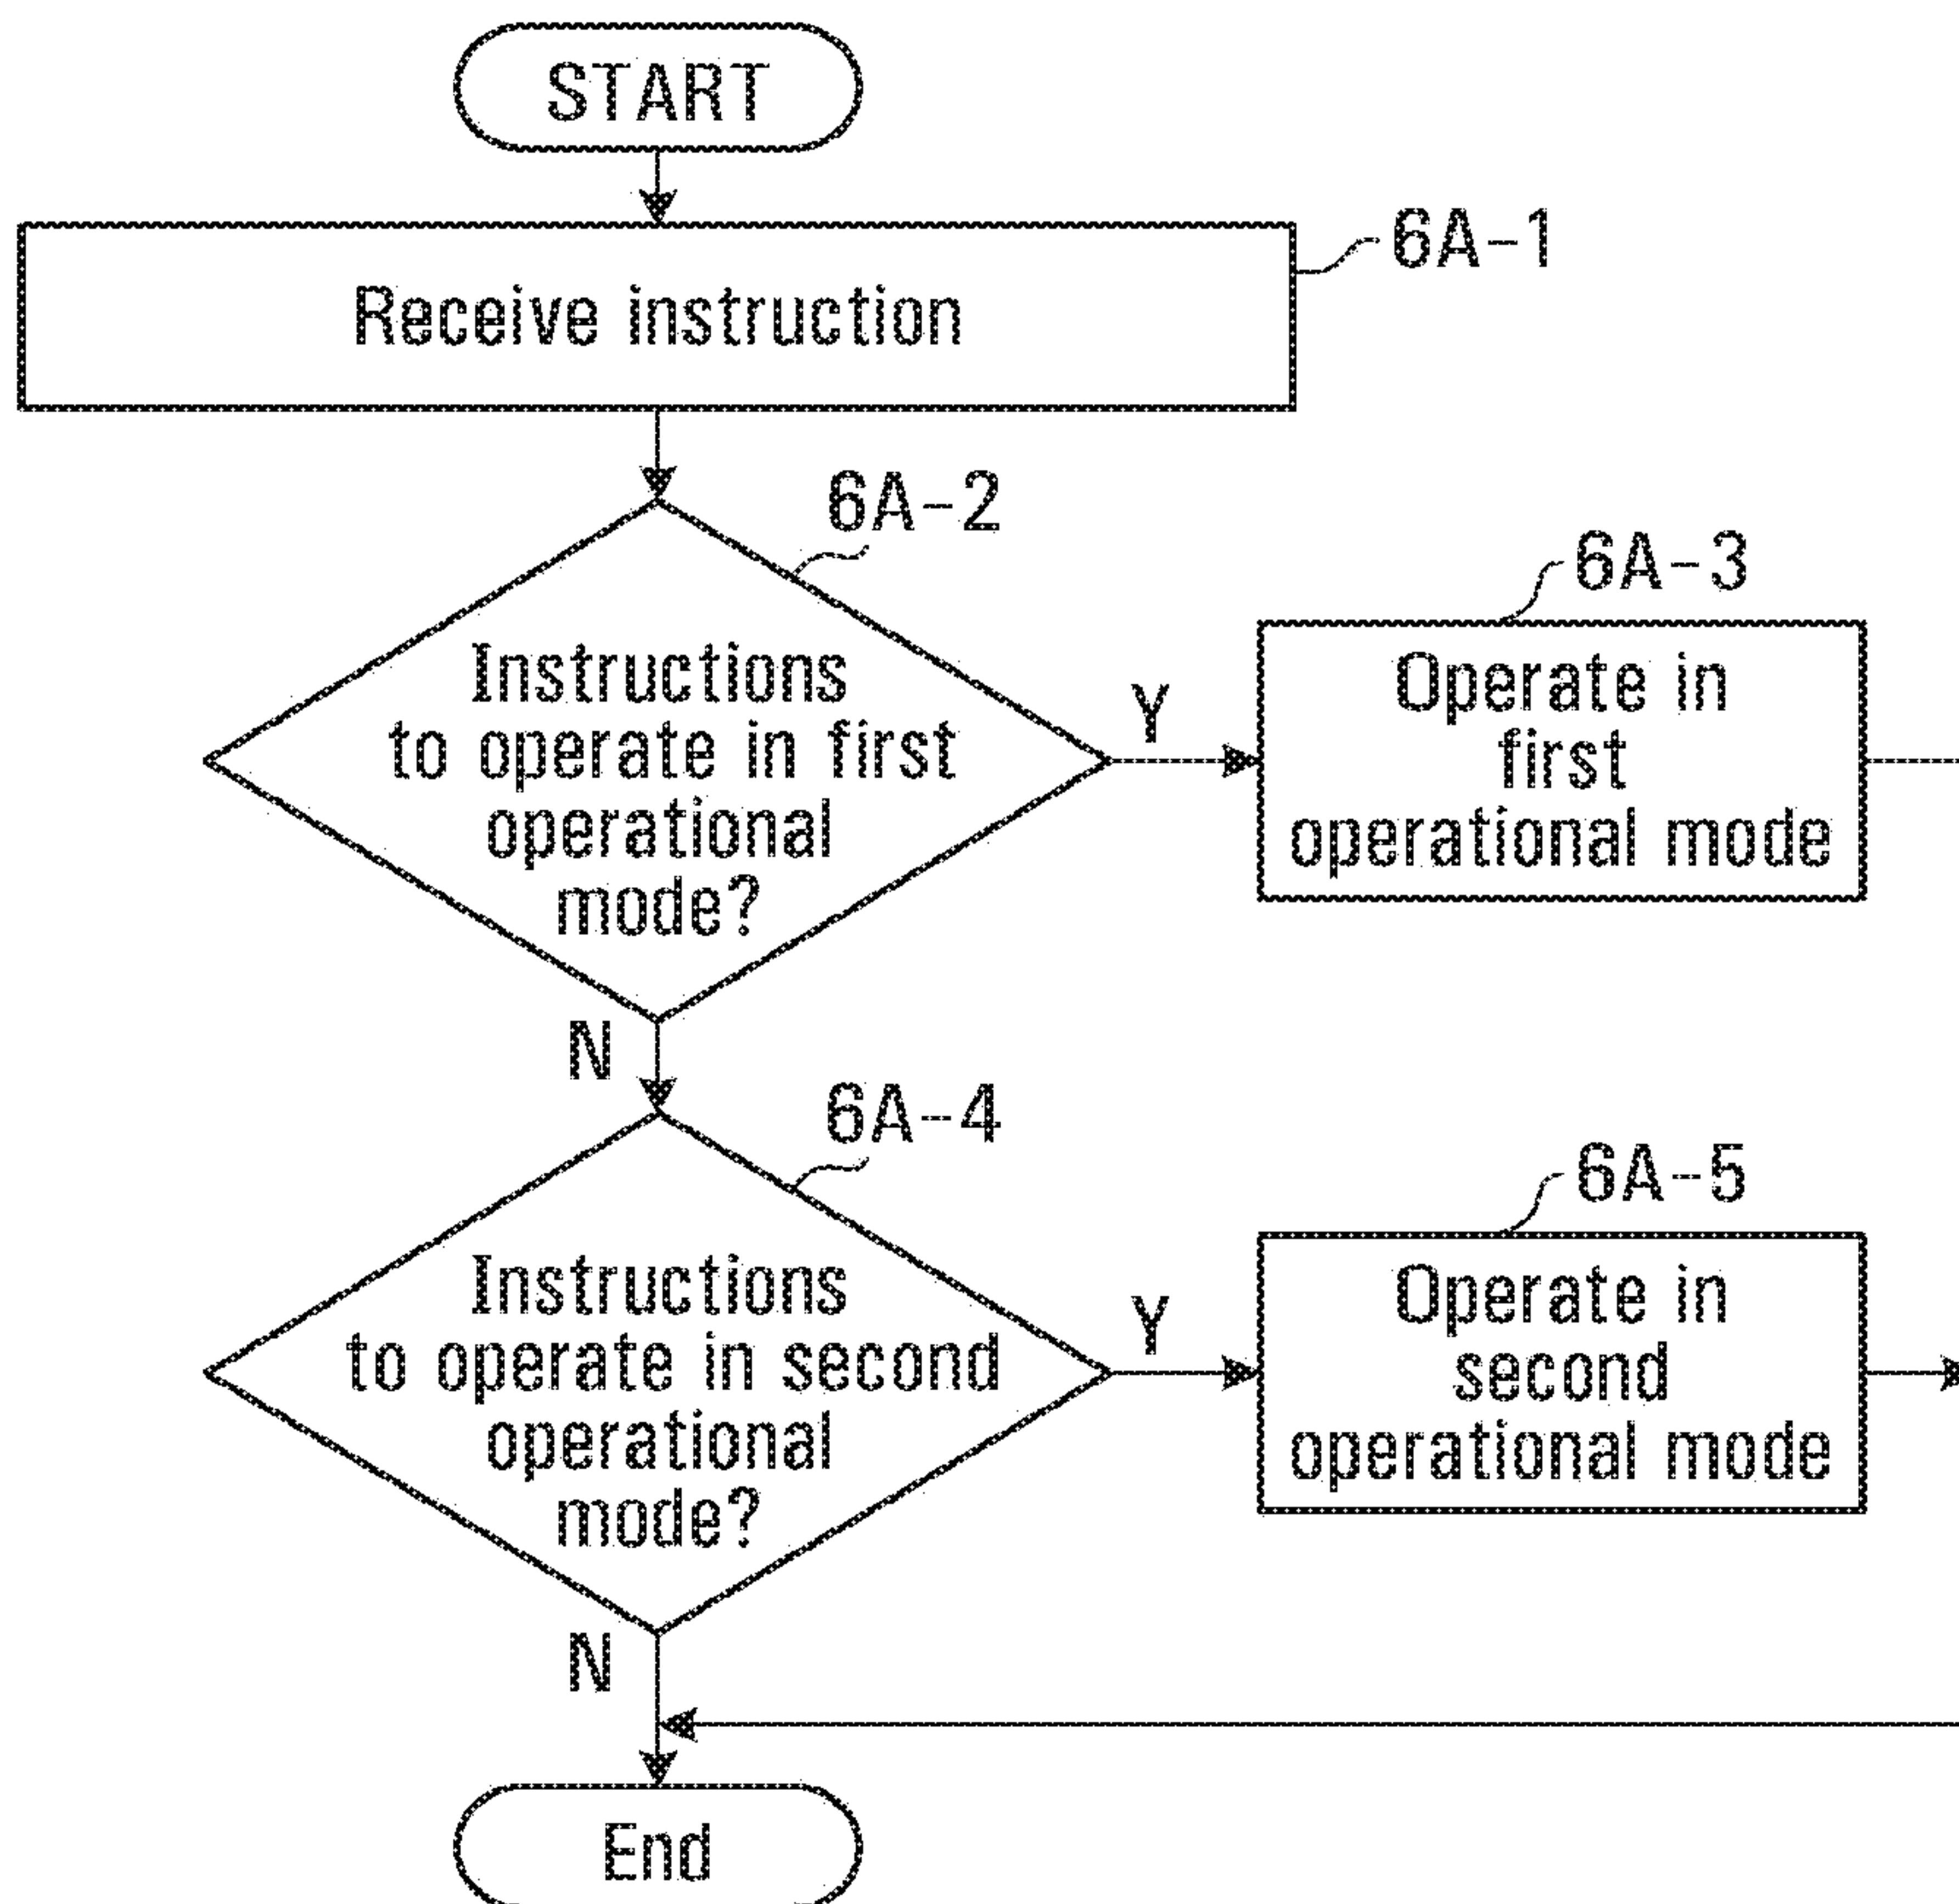 START
6A-1
Receive instruction
6A-2
Instructions
to operate in first
operational
mode?
Y
6A-3
Operate in
first
operational mode
N
6A-4
Instructions
to operate in second
operational
mode?
Y
6A-5
Operate in
second
operational mode
N
End